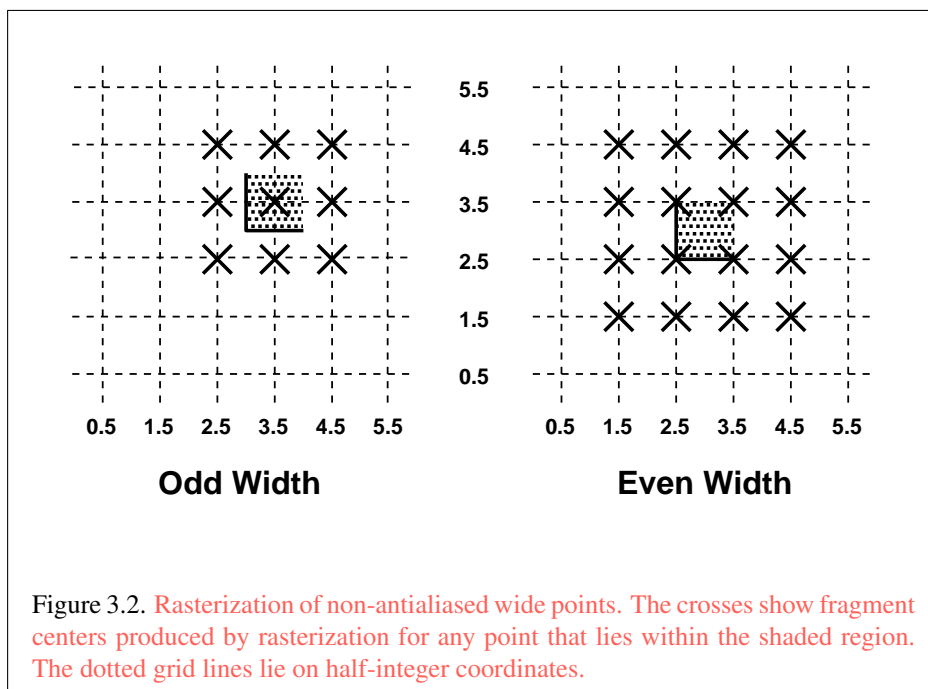 5.5
4.5
3.5
2.5
1.5
0.5
0.5 1.5 2.5 3.5 4.5 5.5
0.5 1.5 2.5 3.5 4.5 5.5
Odd Width
Even Width
Figure 3.2. Rasterization of non-antialiased wide points. The crosses show fragment
centers produced by rasterization for any point that lies within the shaded region.
The dotted grid lines lie on half-integer coordinates.